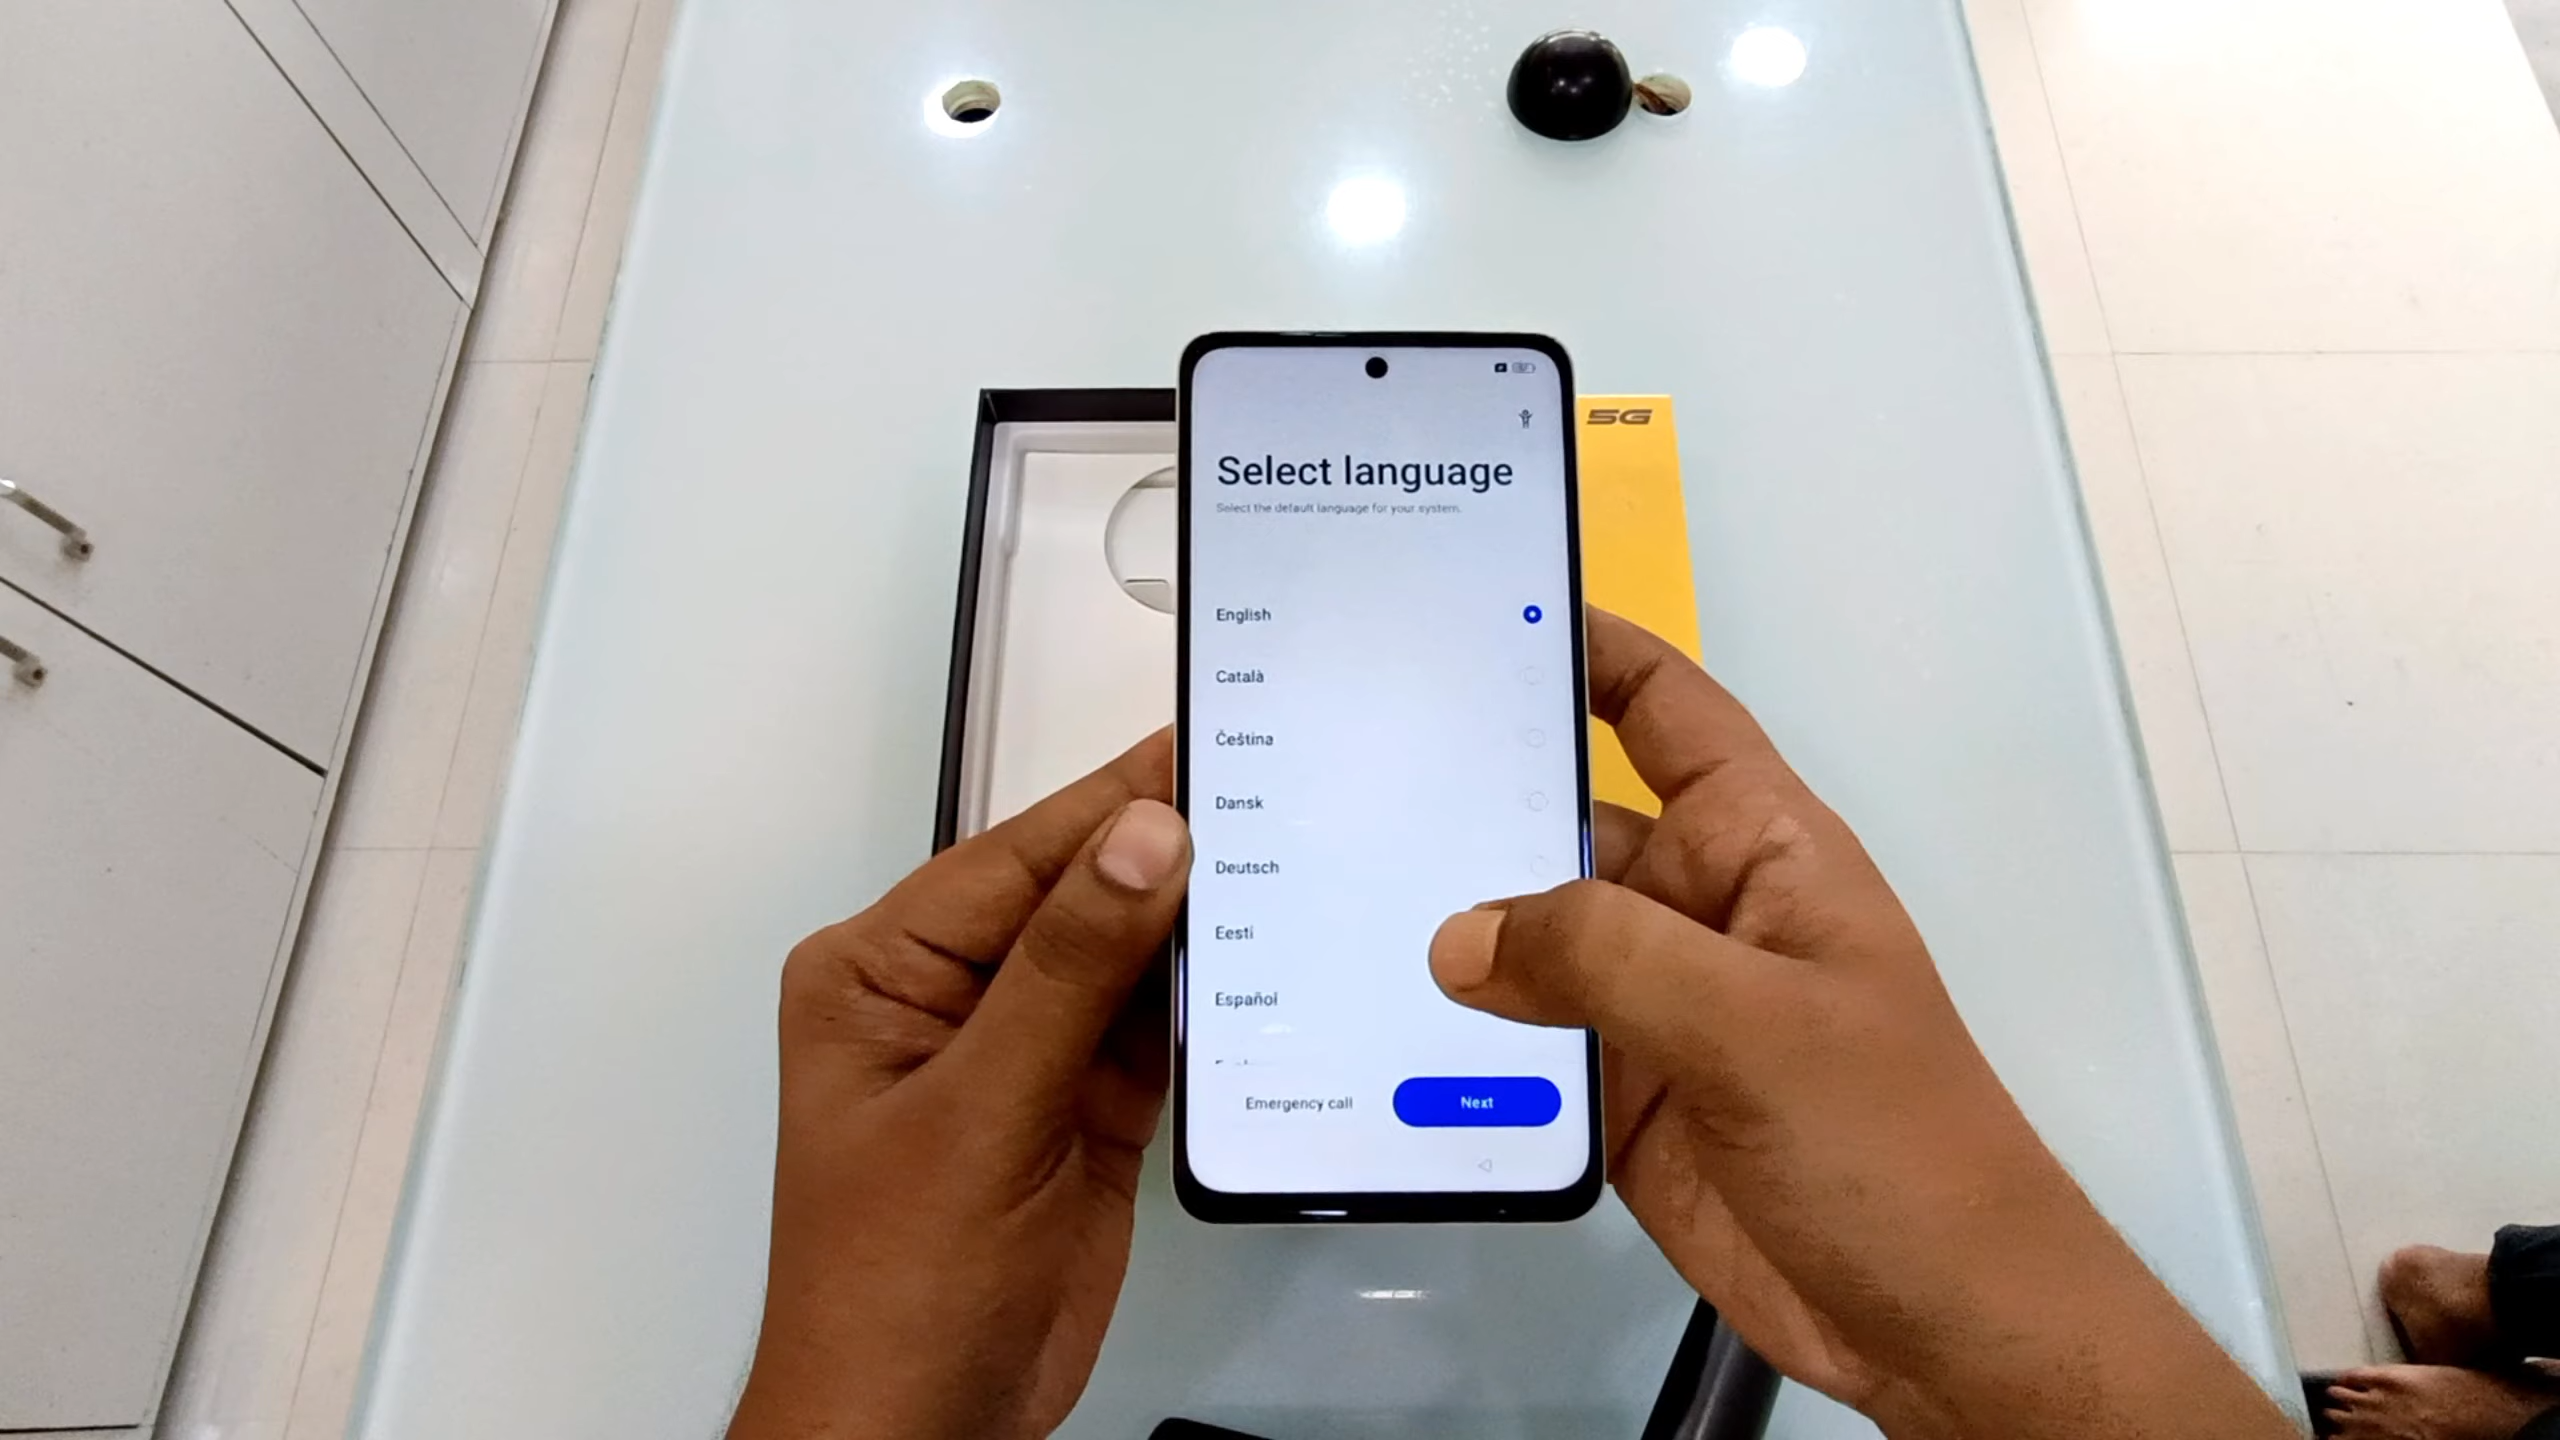 5G
Select language
Select the default language for your system.
English
Català
Čeština
Dansk
Deutsch
Eesti
Español
Emergency call
Next